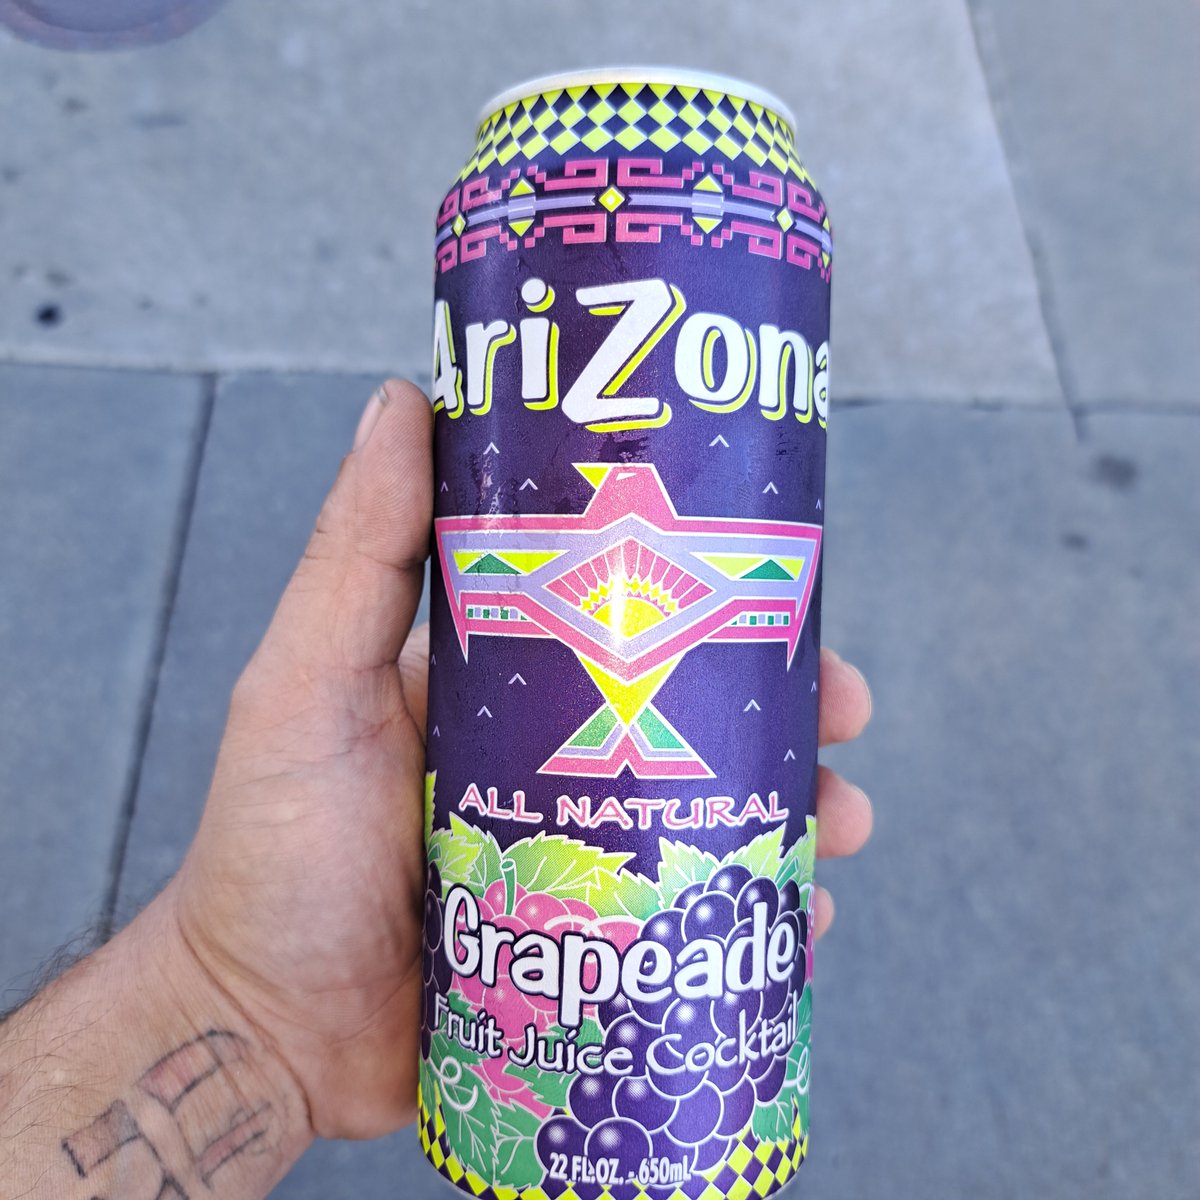 AriZona
ALL NATURAL
Grapeade
Fruit Juice Cocktail
22 FL.OZ. - 650mL